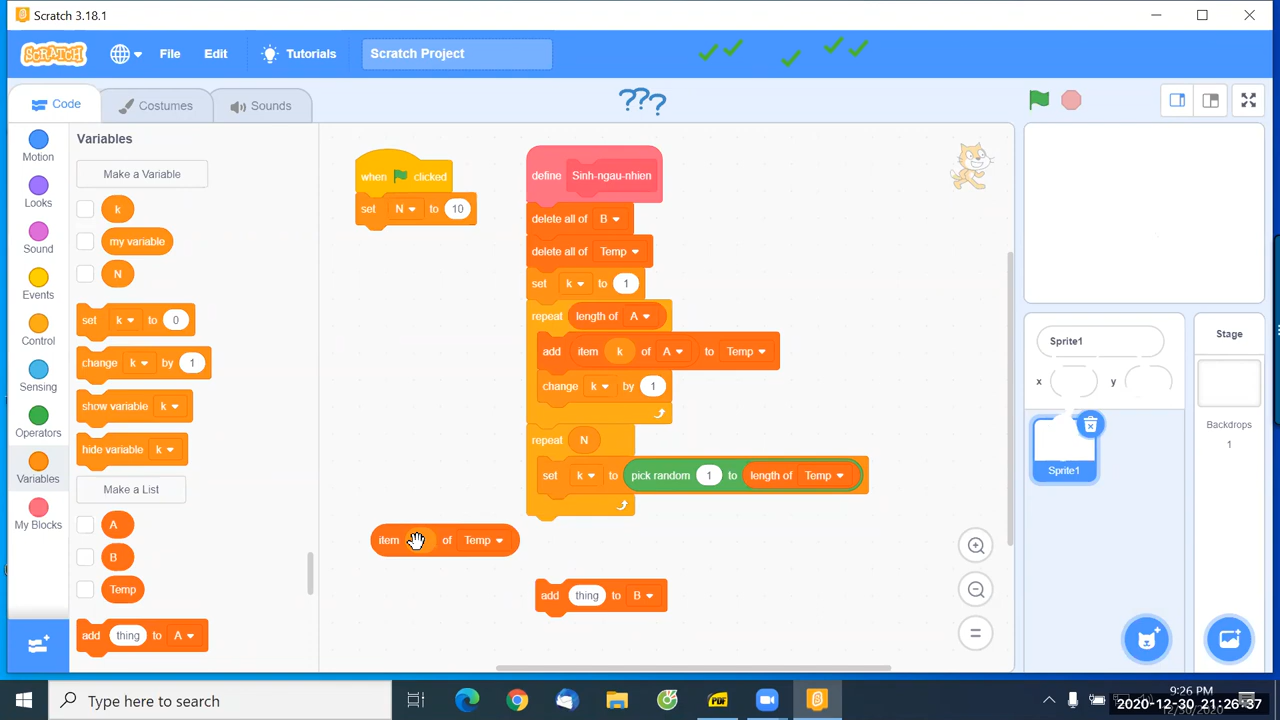 Scratch 3.18.1
SCRATCH
File
Edit
Tutorials
Scratch Project
Code
Costumes
Sounds
???
Motion
Looks
Sound
Events
Control
Sensing
Operators
Variables
My Blocks
Variables
Make a Variable
k
my variable
N
set k to 0
change k by 1
show variable k
hide variable k
Make a List
A
B
Temp
add thing to A
when clicked
set N to 10
define Sinh-ngau-nhien
delete all of B
delete all of Temp
set k to 1
repeat length of A
add item k of A to Temp
change k by 1
repeat N
set k to pick random 1 to length of Temp
item of Temp
add thing to B
Sprite1
x
y
Sprite1
Stage
Backdrops
1
Type here to search
PDF
9:26 PM
2020-12-30 21:26:37